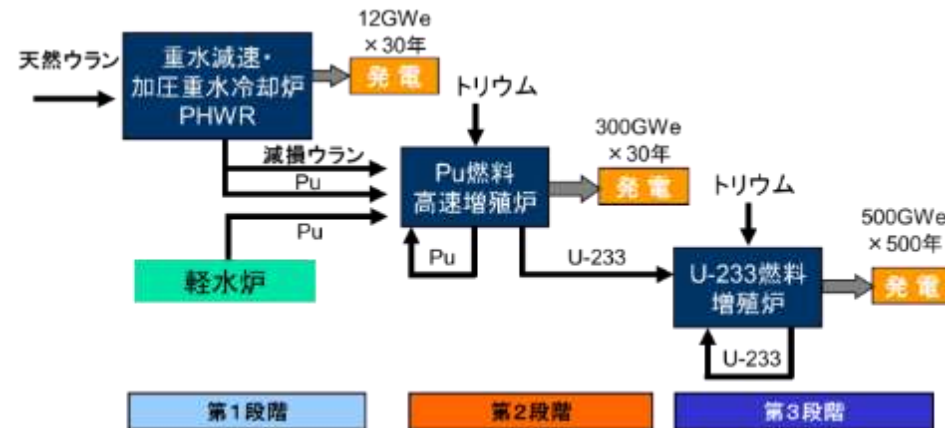 12GWe
×30年
天然ウラン
重水減速・
加圧重水冷却炉
PHWR
発電
トリウム
300GWe
×30年
減損ウラン
Pu
Pu
Pu燃料
高速増殖炉
発電
トリウム
500GWe
×500年
軽水炉
Pu
U-233
U-233燃料
増殖炉
発電
U-233
第1段階
第2段階
第3段階